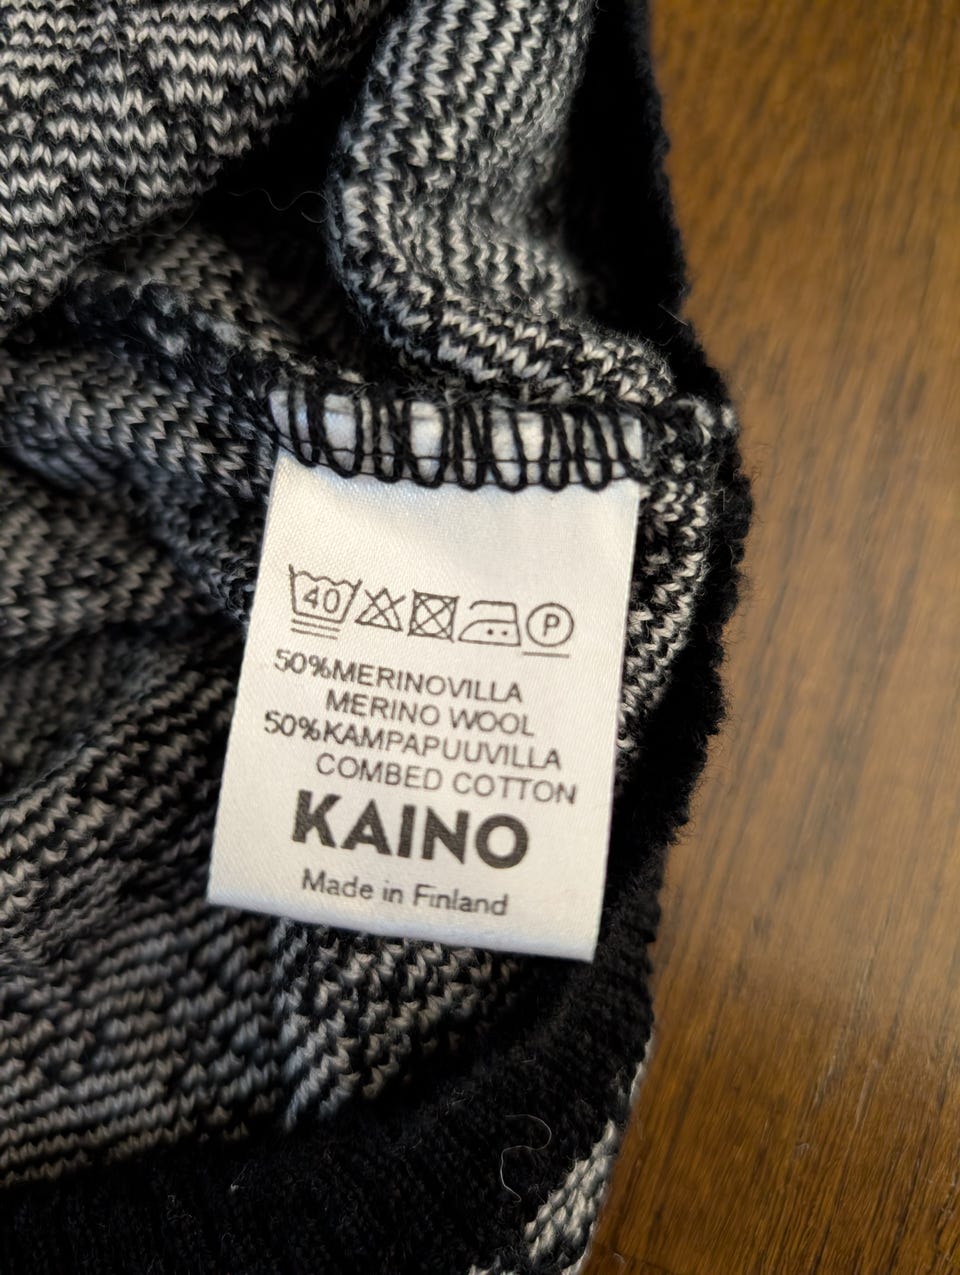 40 P
50%MERINOVILLA
MERINO WOOL
50%KAMPAPUUVILLA
COMBED COTTON
KAINO
Made in Finland